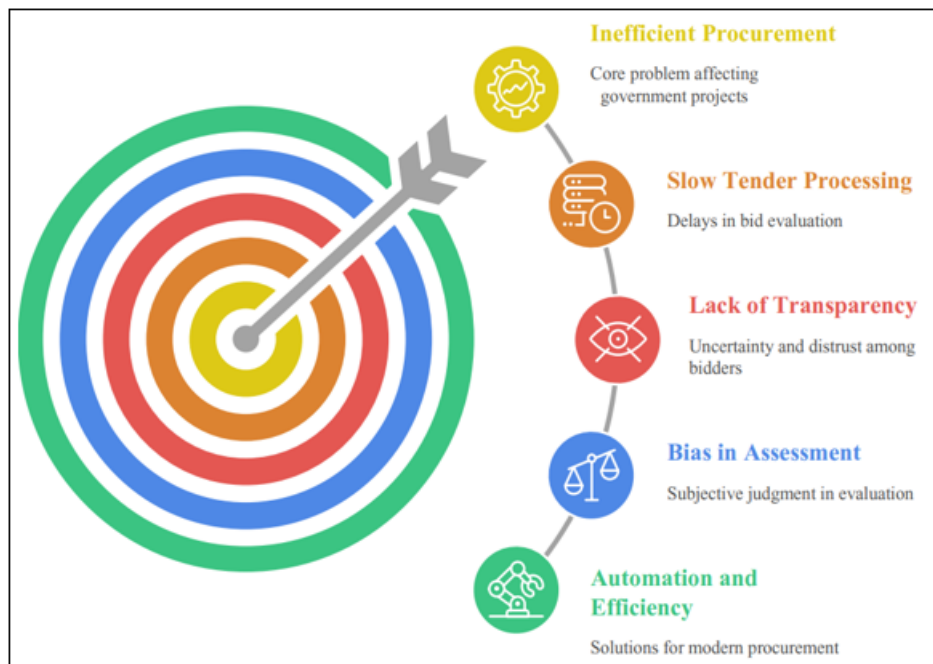 Inefficient Procurement
Core problem affecting
government projects
Slow Tender Processing
Delays in bid evaluation
Lack of Transparency
Uncertainty and distrust among
bidders
Bias in Assessment
Subjective judgment in evaluation
Automation and
Efficiency
Solutions for modern procurement